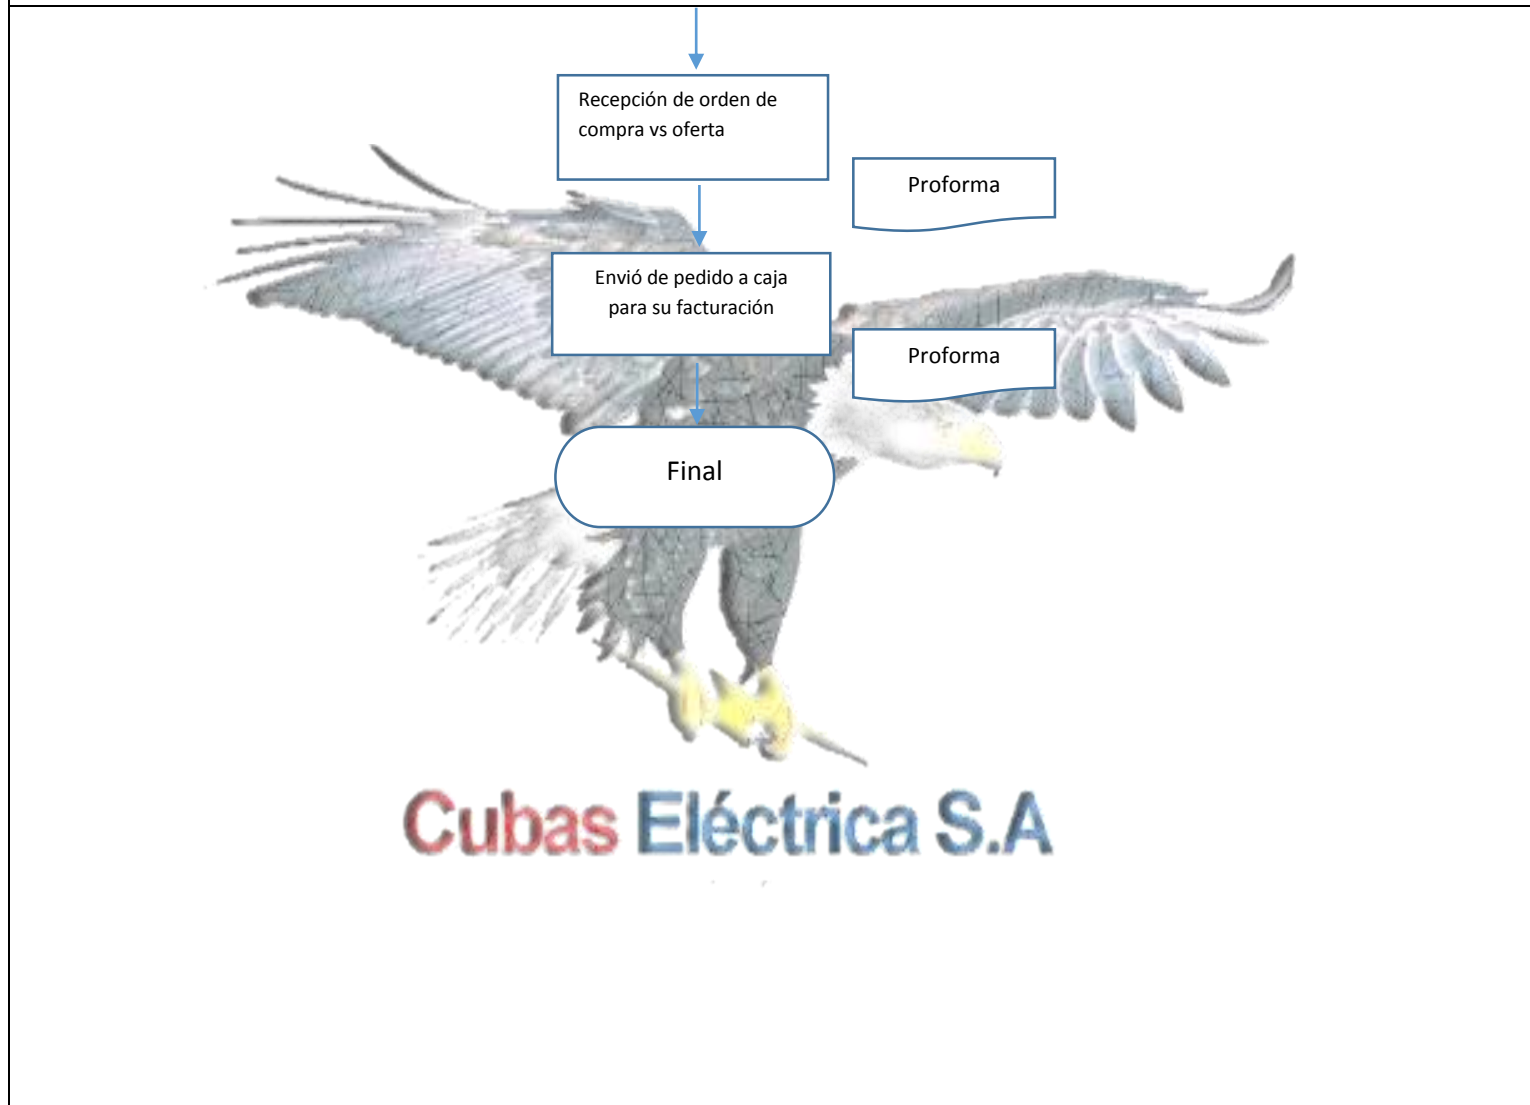 Recepción de orden de
compra vs oferta
Proforma
Envió de pedido a caja
para su facturación
Proforma
Final
Cubas Eléctrica S.A